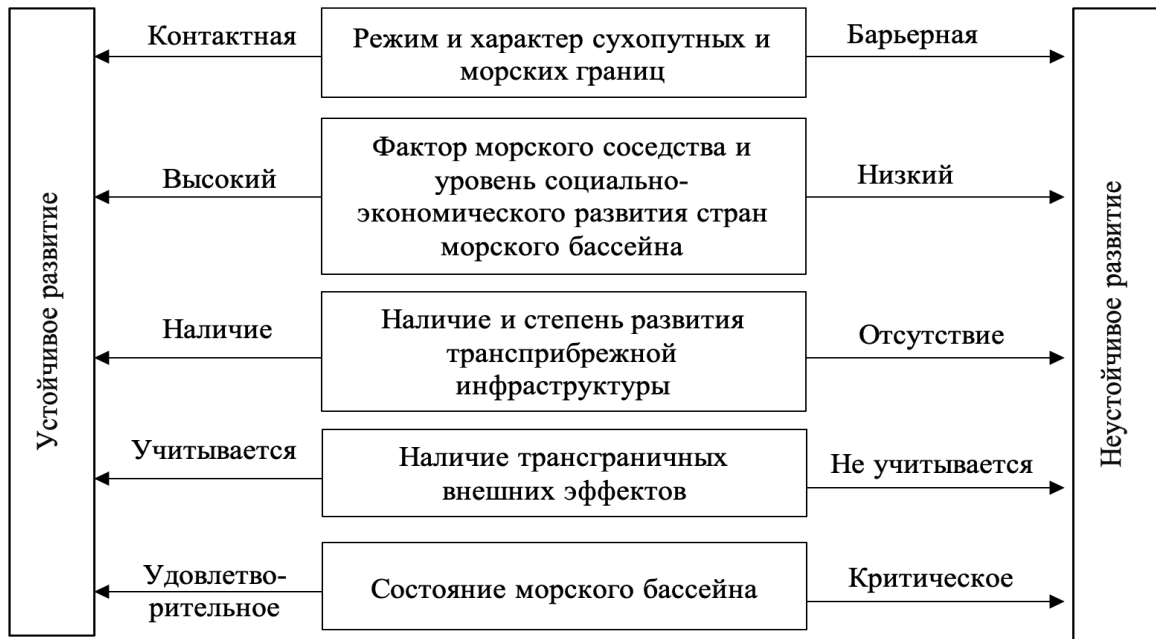 Устойчивое развитие
Контактная
Режим и характер сухопутных и
морских границ
Барьерная
Высокий
Фактор морского соседства и
уровень социально-
экономического развития стран
морского бассейна
Низкий
Наличие
Наличие и степень развития
трансприбрежной
инфраструктуры
Отсутствие
Учитывается
Наличие трансграничных
внешних эффектов
Не учитывается
Удовлетво-
рительное
Состояние морского бассейна
Критическое
Неустойчивое развитие